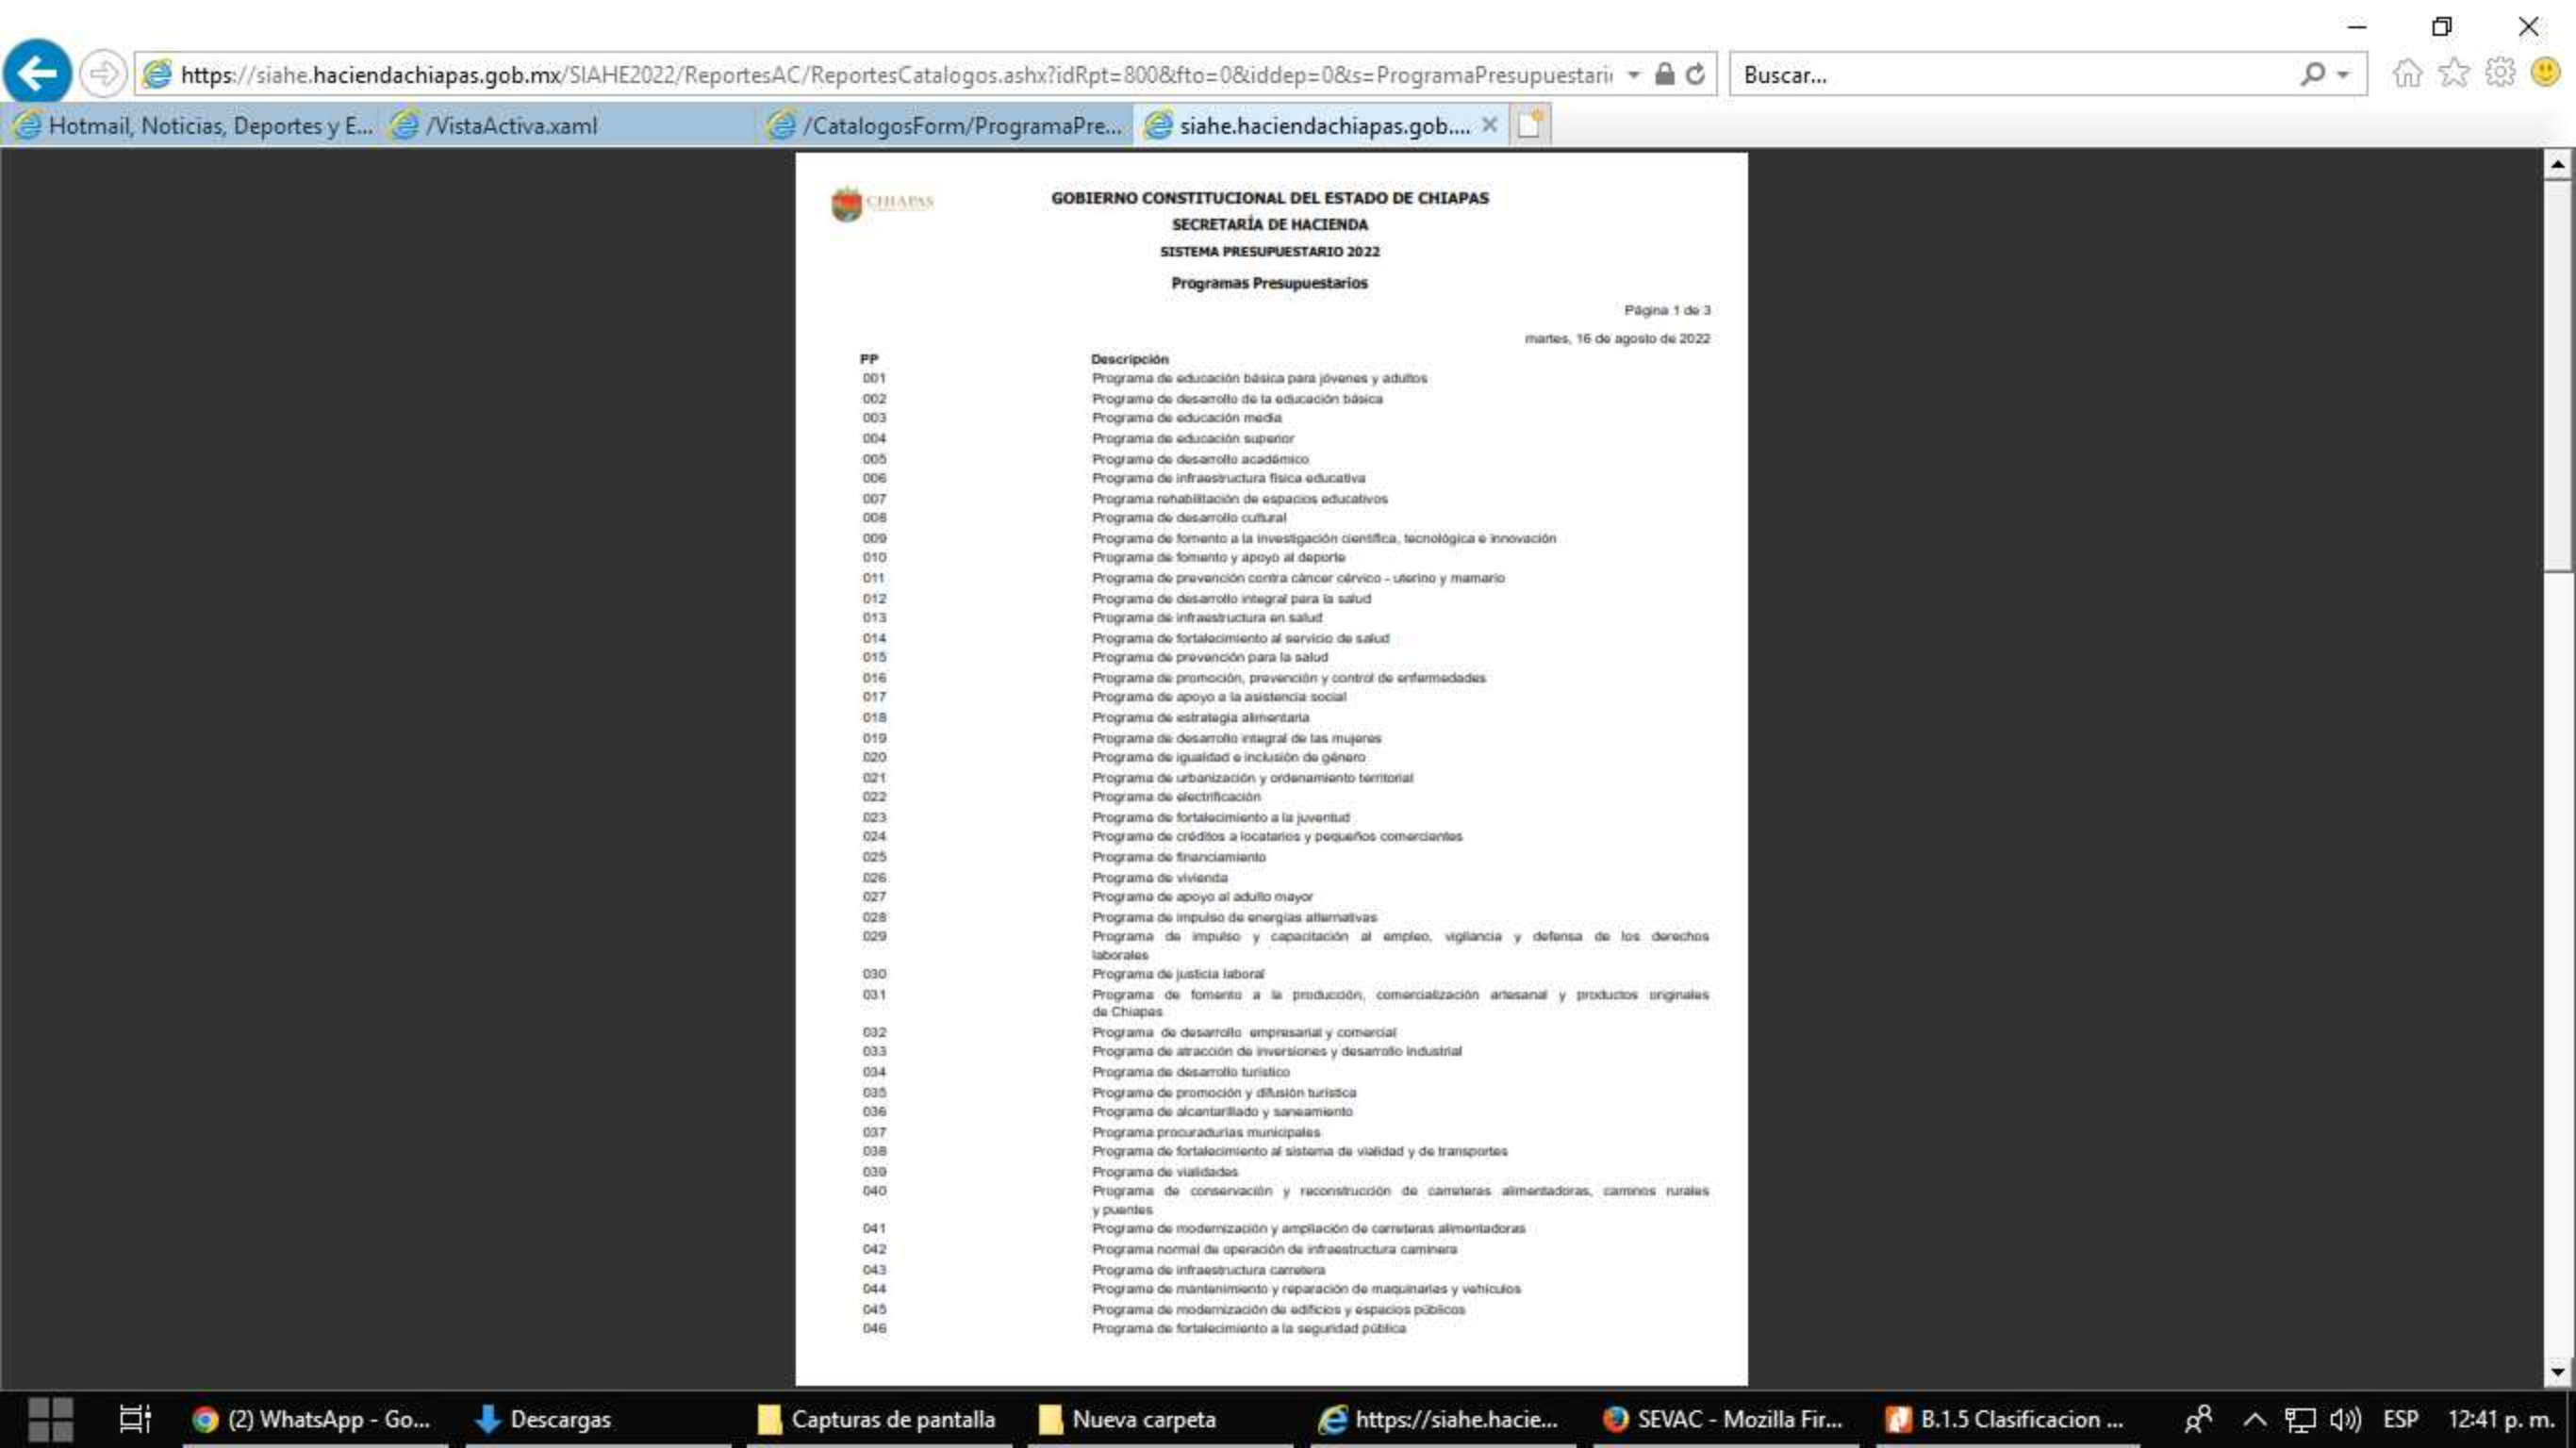 https://siahe.haciendachiapas.gob.mx/SIAHE2022/ReportesAC/ReportesCatalogos.ashx?idRpt=800&fto=0&iddep=0&s=ProgramaPresupuestari
Buscar...
Hotmail, Noticias, Deportes y E...
/VistaActiva.xaml
/CatalogosForm/ProgramaPre...
siahe.haciendachiapas.gob....
CHIAPAS
GOBIERNO CONSTITUCIONAL DEL ESTADO DE CHIAPAS
SECRETARÍA DE HACIENDA
SISTEMA PRESUPUESTARIO 2022
Programas Presupuestarios
Página 1 de 3
martes, 16 de agosto de 2022
PP Descripción
001 Programa de educación básica para jóvenes y adultos
002 Programa de desarrollo de la educación básica
003 Programa de educación media
004 Programa de educación superior
005 Programa de desarrollo académico
006 Programa de infraestructura física educativa
007 Programa rehabilitación de espacios educativos
008 Programa de desarrollo cultural
009 Programa de fomento a la investigación científica, tecnológica e innovación
010 Programa de fomento y apoyo al deporte
011 Programa de prevención contra cáncer cérvico - uterino y mamario
012 Programa de desarrollo integral para la salud
013 Programa de infraestructura en salud
014 Programa de fortalecimiento al servicio de salud
015 Programa de prevención para la salud
016 Programa de promoción, prevención y control de enfermedades
017 Programa de apoyo a la asistencia social
018 Programa de estrategia alimentaria
019 Programa de desarrollo integral de las mujeres
020 Programa de igualdad e inclusión de género
021 Programa de urbanización y ordenamiento territorial
022 Programa de electrificación
023 Programa de fortalecimiento a la juventud
024 Programa de créditos a locatarios y pequeños comerciantes
025 Programa de financiamiento
026 Programa de vivienda
027 Programa de apoyo al adulto mayor
028 Programa de impulso de energías alternativas
029 Programa de impulso y capacitación al empleo, vigilancia y defensa de los derechos
laborales
030 Programa de justicia laboral
031 Programa de fomento a la producción, comercialización artesanal y productos originales
de Chiapas
032 Programa de desarrollo empresarial y comercial
033 Programa de atracción de inversiones y desarrollo industrial
034 Programa de desarrollo turístico
035 Programa de promoción y difusión turística
036 Programa de alcantarillado y saneamiento
037 Programa procuradurías municipales
038 Programa de fortalecimiento al sistema de vialidad y de transportes
039 Programa de vialidades
040 Programa de conservación y reconstrucción de carreteras alimentadoras, caminos rurales
y puentes
041 Programa de modernización y ampliación de carreteras alimentadoras
042 Programa normal de operación de infraestructura caminera
043 Programa de infraestructura carretera
044 Programa de mantenimiento y reparación de maquinarias y vehículos
045 Programa de modernización de edificios y espacios públicos
046 Programa de fortalecimiento a la seguridad pública
(2) WhatsApp - Go...
Descargas
Capturas de pantalla
Nueva carpeta
https://siahe.hacie...
SEVAC - Mozilla Fir...
B.1.5 Clasificacion ...
ESP
12:41 p. m.